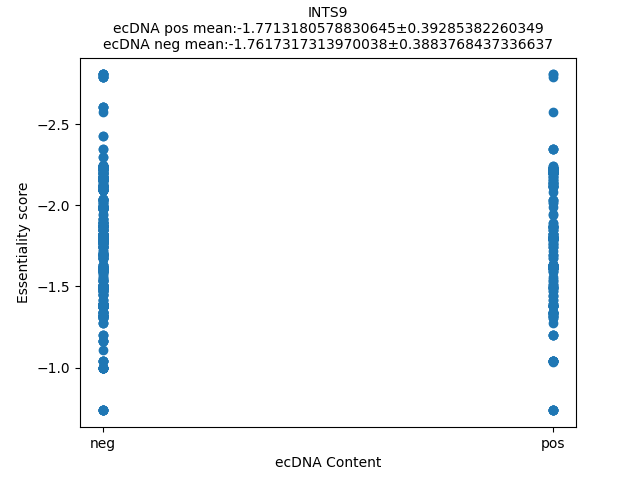 INTS9
ecDNA pos mean:-1.7713180578830645±0.39285382260349
ecDNA neg mean:-1.7617317313970038±0.3883768437336637
−2.5
−2.0
Essentiality score
−1.5
−1.0
neg
pos
ecDNA Content